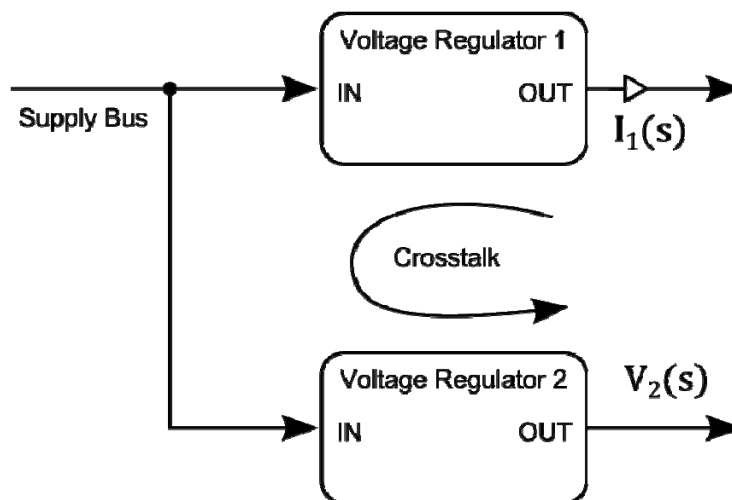 Voltage Regulator 1
IN OUT
Supply Bus
I₁(s)
Crosstalk
Voltage Regulator 2
V₂(s)
IN OUT